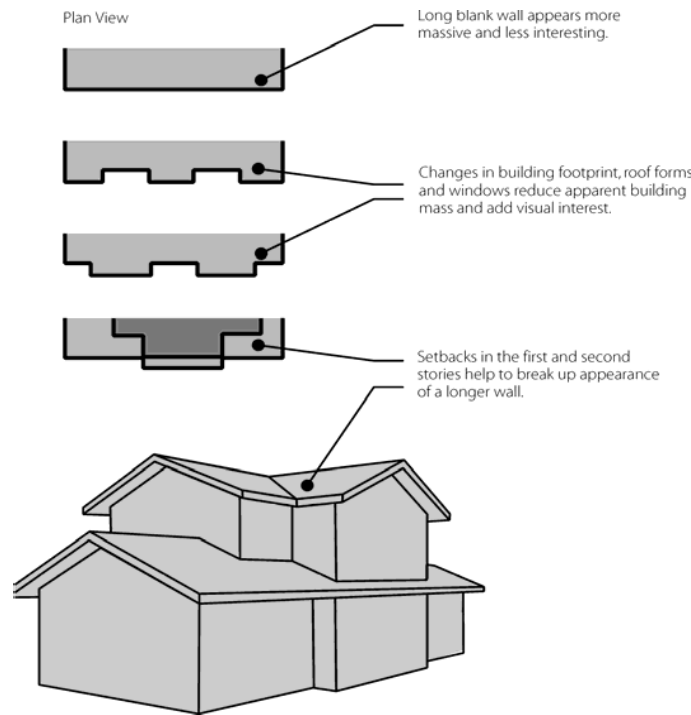 Plan View
Long blank wall appears more
massive and less interesting.
Changes in building footprint, roof forms
and windows reduce apparent building
mass and add visual interest.
Setbacks in the first and second
stories help to break up appearance
of a longer wall.